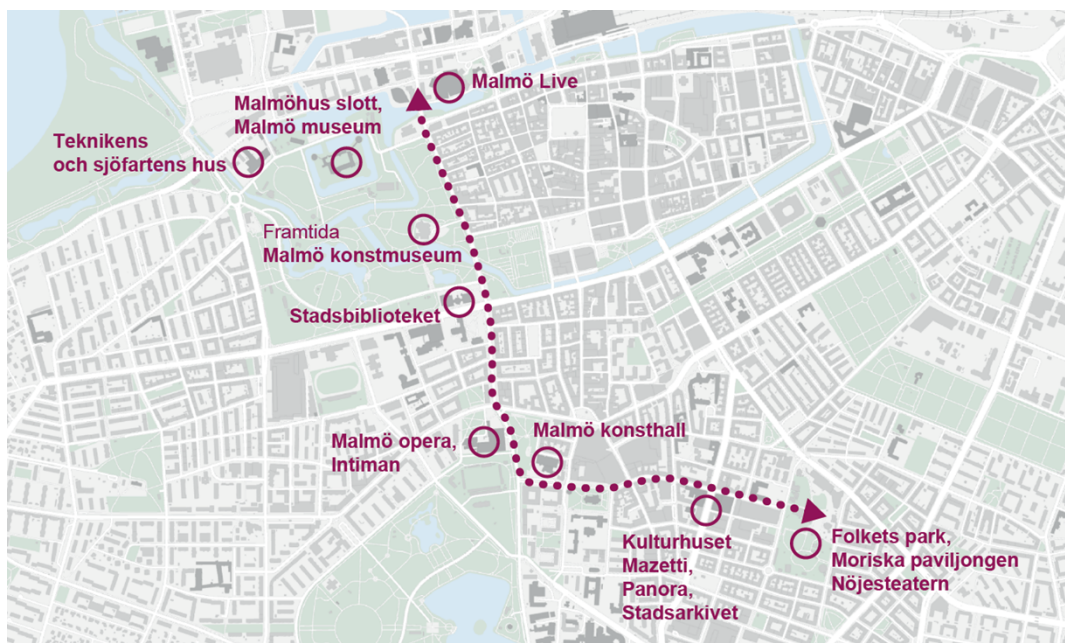 Malmö Live
Malmöhus slott,
Malmö museum
Teknikens
och sjöfartens hus
Framtida
Malmö konstmuseum
Stadsbiblioteket
Malmö opera,
Intiman
Malmö konsthall
Kulturhuset
Mazetti,
Panora,
Stadsarkivet
Folkets park,
Moriska paviljongen
Nöjesteatern